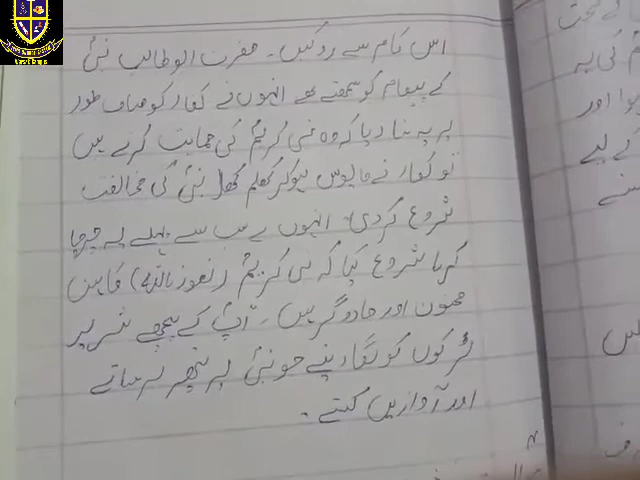 اس کام سے روکیں۔ حضرت ابو طالب نبیؐ
کے پیغام کو سمجھتے تھے انہوں نے کفار کو صاف طور
پر یہ بتا دیا کہ وہ نبی کریمؐ کی حمایت کرتے ہیں
تو کفار نے مایوس ہو کر کھلم کھلا نبیؐ کی مخالفت
شروع کر دی۔ انہوں نے سب سے پہلے یہ چرچا
کرنا شروع کیا کہ نبی کریمؐ (نعوذ باللہ) کاہن
مجنون اور جادوگر ہیں۔ آپؐ کے پیچھے شریر
لڑکوں کو لگا دیتے جو نبیؐ پر پتھر برساتے
اور آوازیں کستے۔